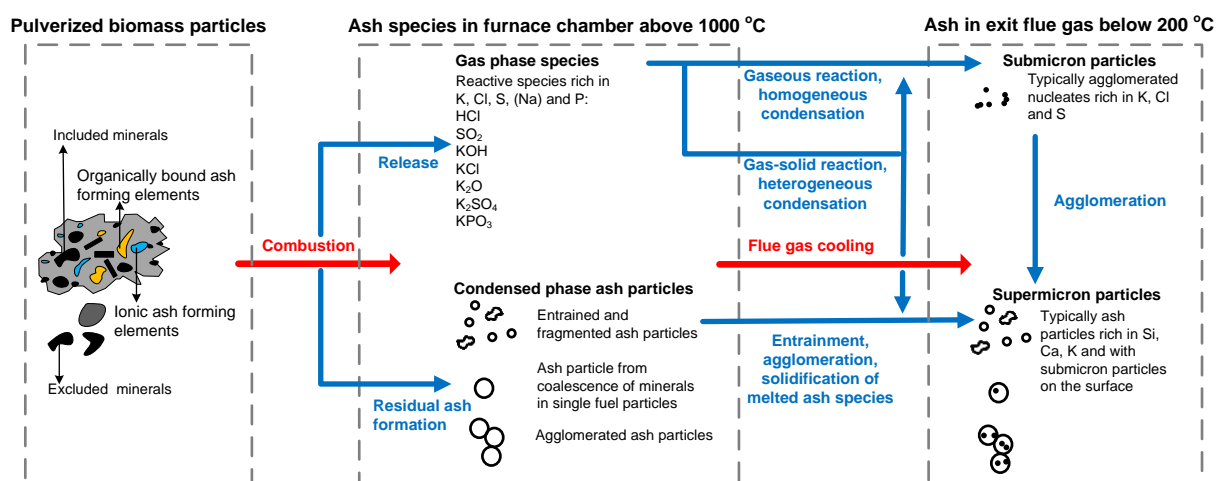 Pulverized biomass particles
Included minerals
Organically bound ash
forming elements
Ionic ash forming
elements
Excluded minerals
Combustion
Release
Residual ash
formation
Ash species in furnace chamber above 1000 °C
Gas phase species
Reactive species rich in
K, Cl, S, (Na) and P:
HCl
SO₂
KOH
KCl
K₂O
K₂SO₄
KPO₃
Condensed phase ash particles
Entrained and
fragmented ash particles
Ash particle from
coalescence of minerals
in single fuel particles
Agglomerated ash particles
Gaseous reaction,
homogeneous
condensation
Gas-solid reaction,
heterogeneous
condensation
Flue gas cooling
Entrainment,
agglomeration,
solidification of
melted ash species
Ash in exit flue gas below 200 °C
Submicron particles
Typically agglomerated
nucleates rich in K, Cl
and S
Agglomeration
Supermicron particles
Typically ash
particles rich in Si,
Ca, K and with
submicron particles
on the surface